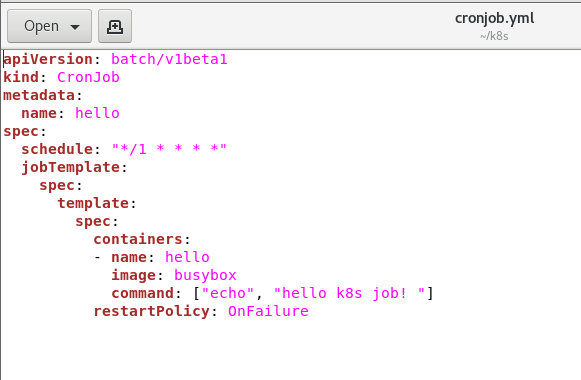 Open
cronjob.yml
~/k8s
apiVersion: batch/v1beta1
kind: CronJob
metadata:
  name: hello
spec:
  schedule: "*/1 * * * *"
  jobTemplate:
    spec:
      template:
        spec:
          containers:
          - name: hello
            image: busybox
            command: ["echo", "hello k8s job! "]
          restartPolicy: OnFailure